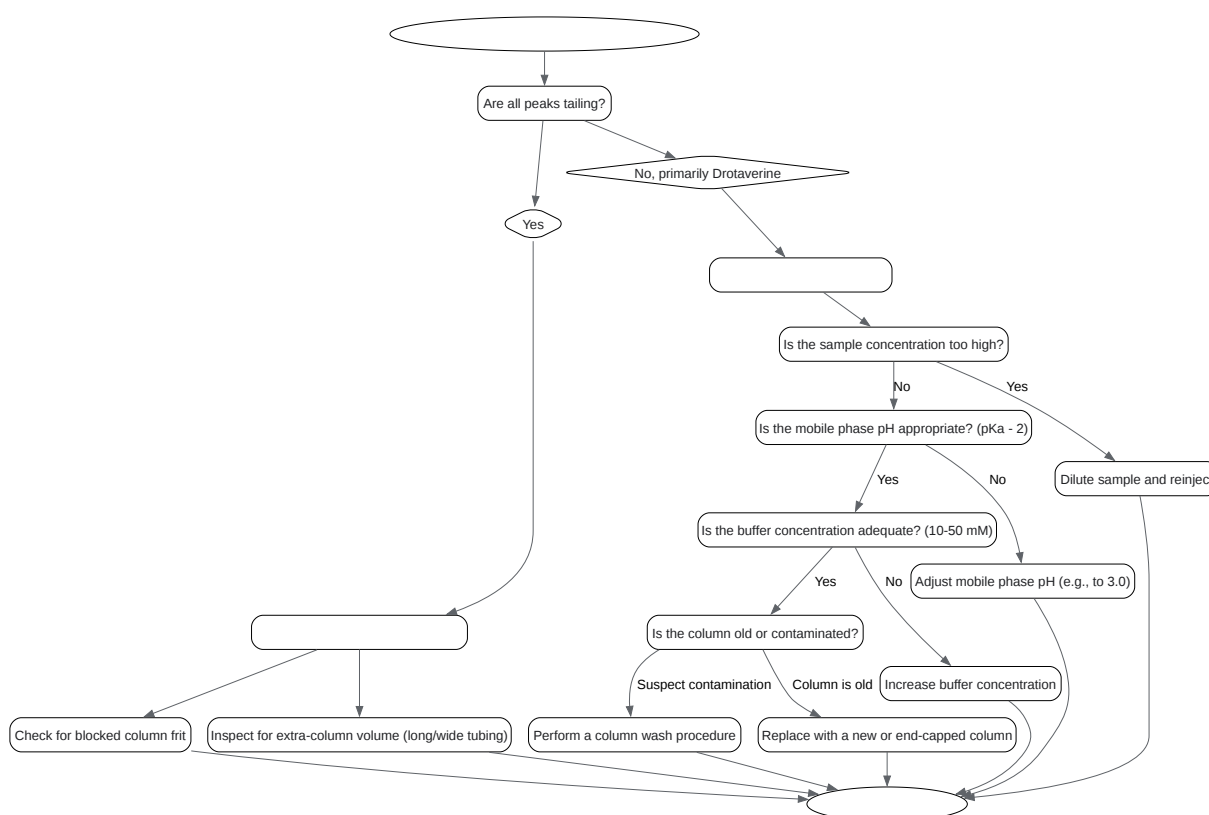 Are all peaks tailing?
No, primarily Drotaverine
Yes
Is the sample concentration too high?
No
Yes
Is the mobile phase pH appropriate? (pKa - 2)
Yes
No
Dilute sample and reinjec
Is the buffer concentration adequate? (10-50 mM)
Yes
No
Adjust mobile phase pH (e.g., to 3.0)
Is the column old or contaminated?
Suspect contamination
Column is old
Increase buffer concentration
Check for blocked column frit
Inspect for extra-column volume (long/wide tubing)
Perform a column wash procedure
Replace with a new or end-capped column